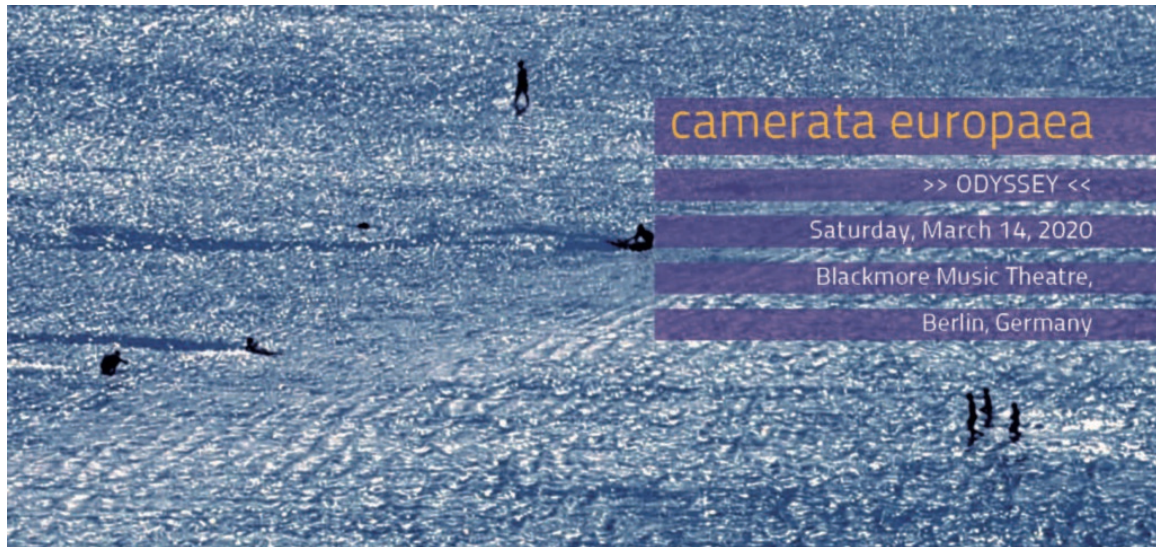 camerata europaea
>> ODYSSEY <<
Saturday, March 14, 2020
Blackmore Music Theatre,
Berlin, Germany